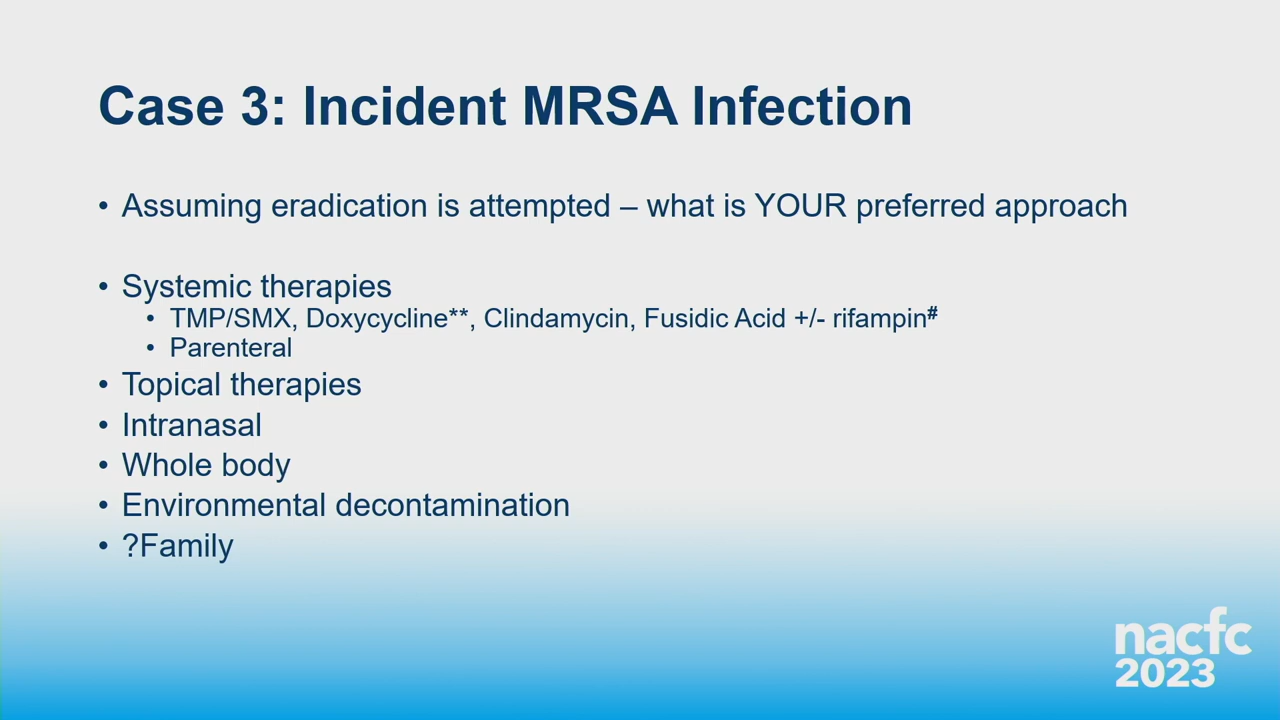 Case 3: Incident MRSA Infection
• Assuming eradication is attempted – what is YOUR preferred approach
• Systemic therapies
• TMP/SMX, Doxycycline**, Clindamycin, Fusidic Acid +/- rifampin#
• Parenteral
• Topical therapies
• Intranasal
• Whole body
• Environmental decontamination
• ?Family
nacfc
2023